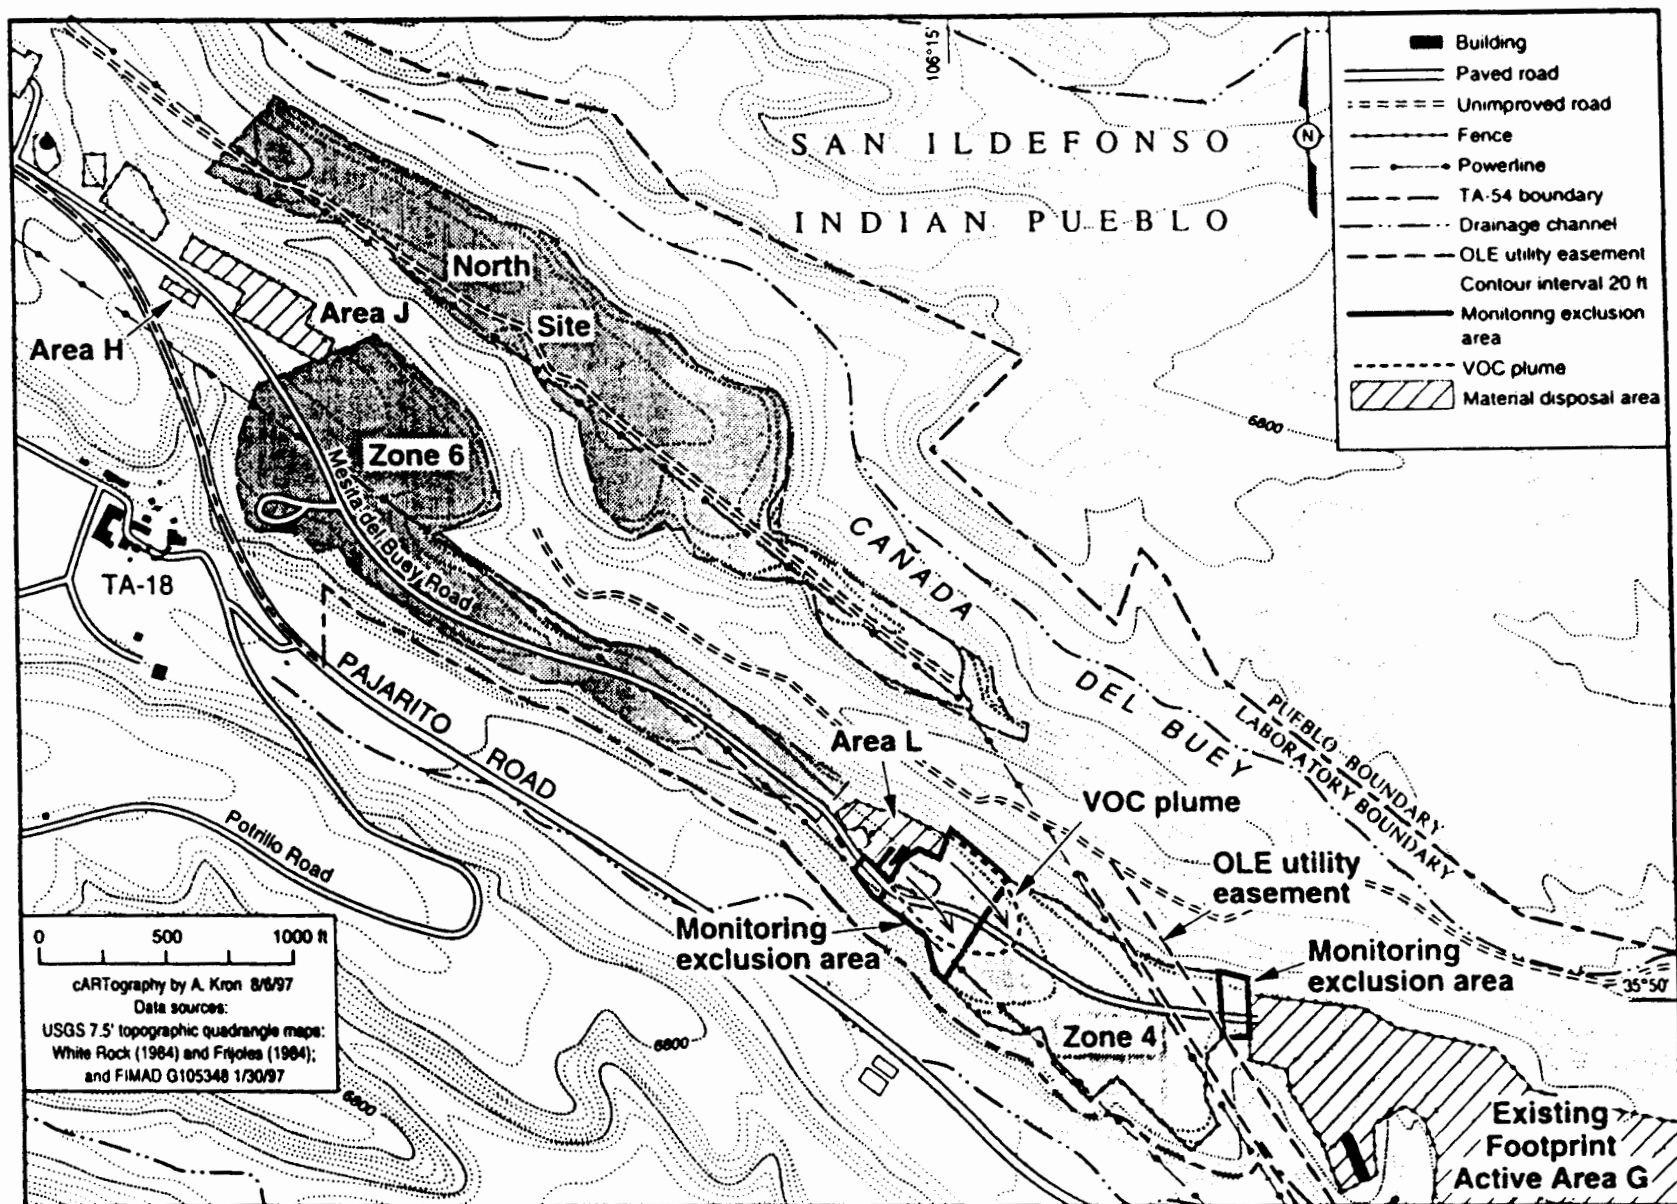 106°15'
SAN ILDEFONSO
INDIAN PUEBLO
N
Building
Paved road
Unimproved road
Fence
Powerline
TA-54 boundary
Drainage channel
OLE utility easement
Contour interval 20 ft
Monitoring exclusion
area
VOC plume
Material disposal area
North
Site
Area J
Area H
6800
Zone 6
Mesita del Buey Road
TA-18
CAÑADA
DEL BUEY
PAJARITO ROAD
PUEBLO BOUNDARY
LABORATORY BOUNDARY
Area L
VOC plume
Potrillo Road
OLE utility
easement
Monitoring
exclusion area
Monitoring
exclusion area
35°50'
Zone 4
0 500 1000 ft
cARTography by A. Kron 8/6/97
Data sources:
USGS 7.5' topographic quadrangle maps:
White Rock (1984) and Frijoles (1984);
and FIMAD G105348 1/30/97
6800
6800
Existing
Footprint
Active Area G